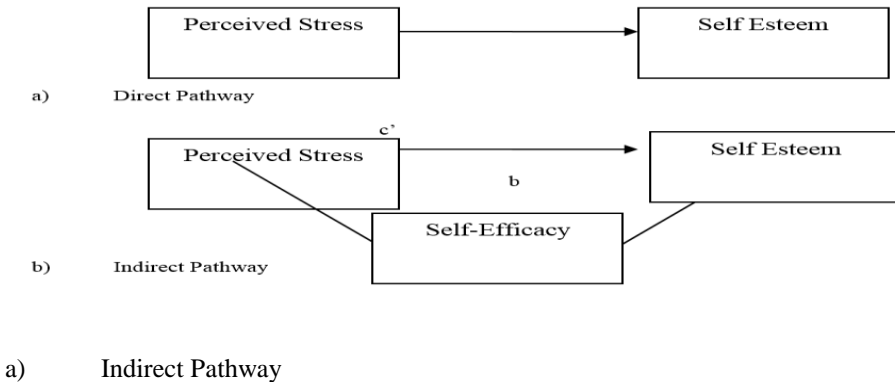 Perceived Stress
Self Esteem
a) Direct Pathway
c’
Perceived Stress
Self Esteem
b
Self-Efficacy
b) Indirect Pathway
a) Indirect Pathway